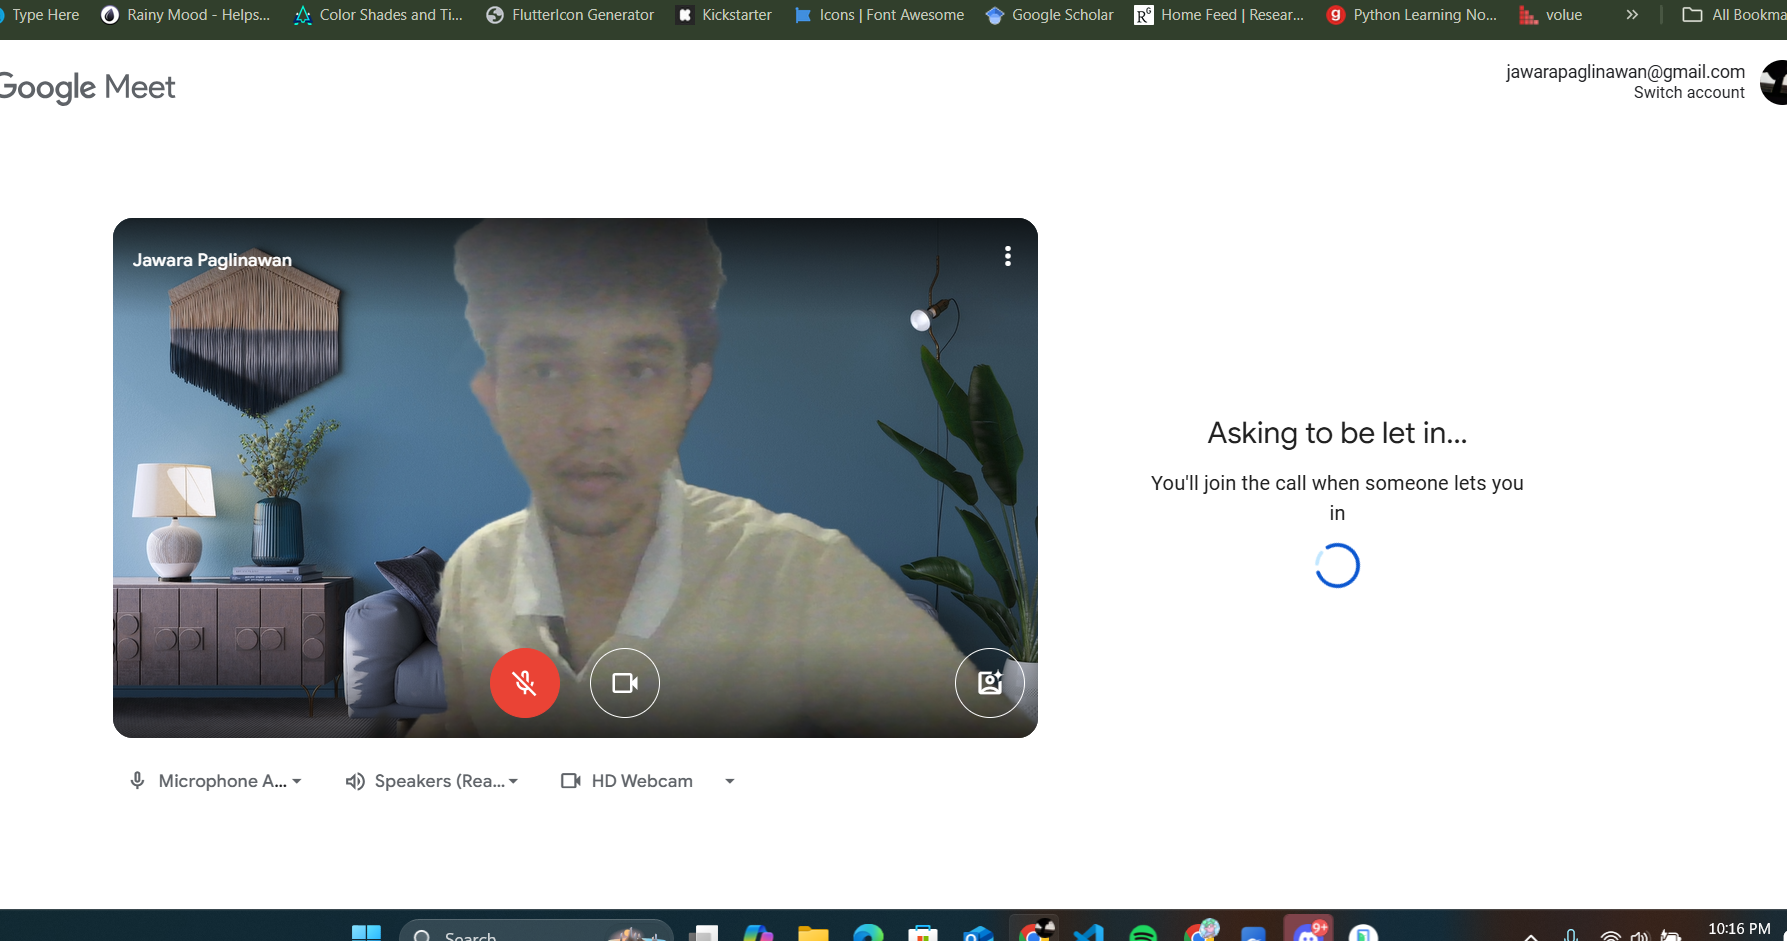 Type Here Rainy Mood - Helps... Color Shades and Ti... FlutterIcon Generator Kickstarter Icons | Font Awesome Google Scholar Home Feed | Resear... Python Learning No... volue All Bookma
Google Meet
jawarapaglinawan@gmail.com
Switch account
Jawara Paglinawan
Asking to be let in...
You'll join the call when someone lets you
in
Microphone A... Speakers (Rea... HD Webcam
Search
9+
10:16 PM